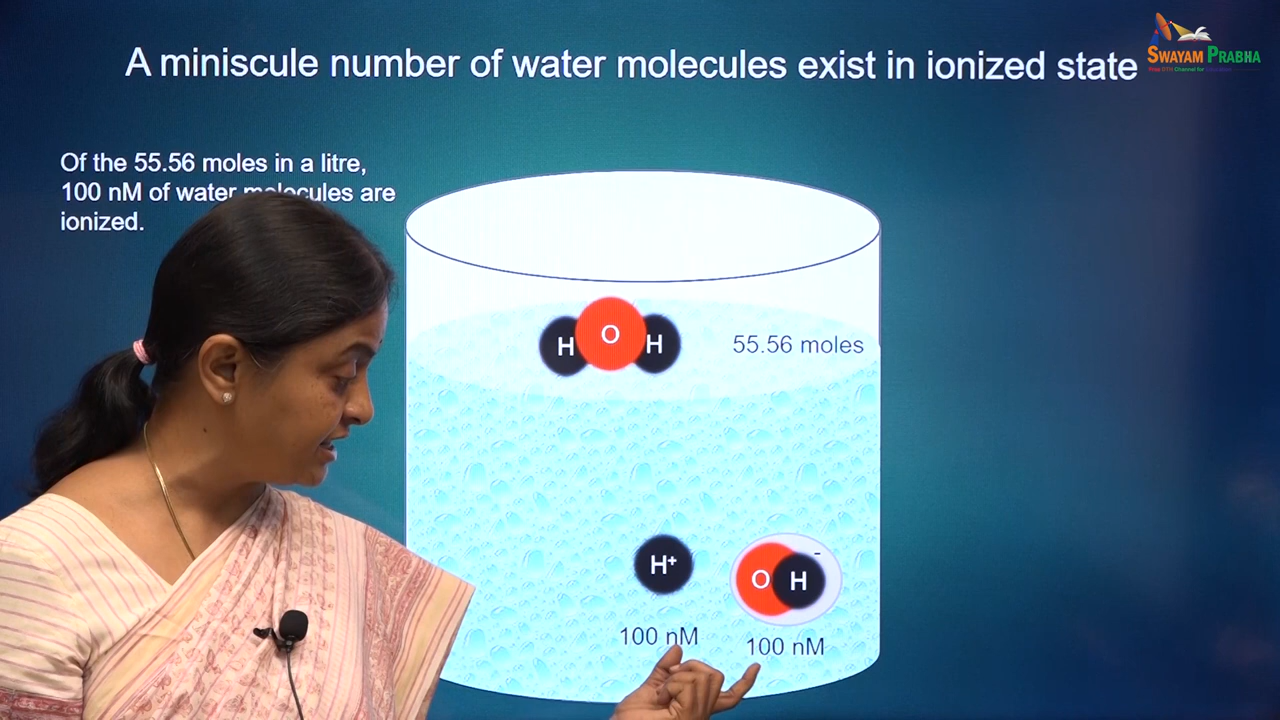 A miniscule number of water molecules exist in ionized state
SWAYAM PRABHA
Of the 55.56 moles in a litre,
100 nM of water molecules are
ionized.
H O H
55.56 moles
H+
O H -
100 nM
100 nM